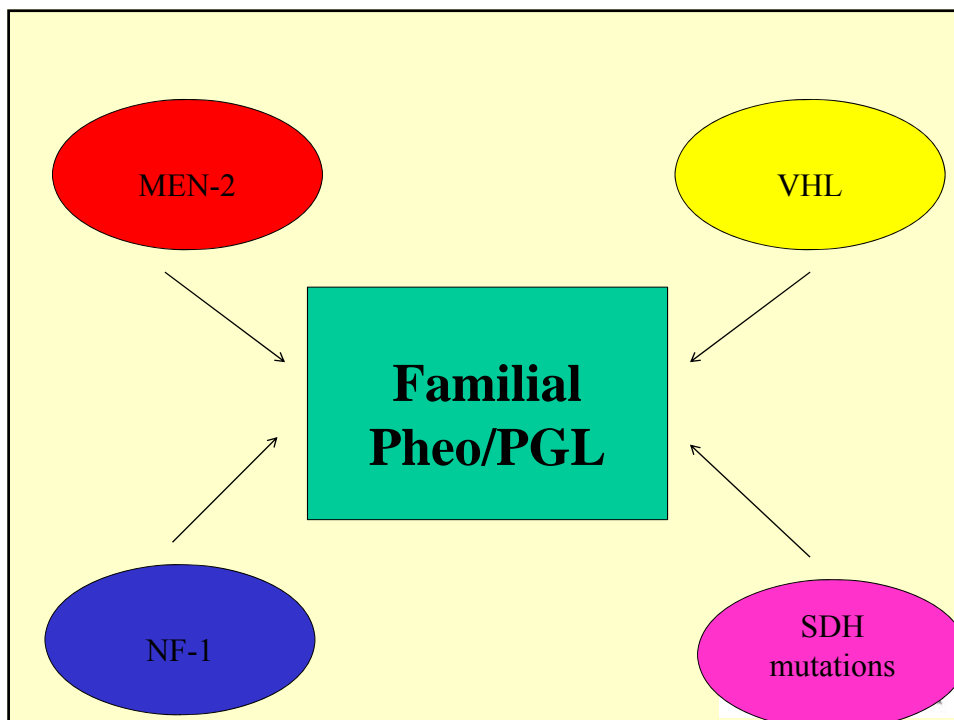 MEN-2
VHL
Familial
Pheo/PGL
NF-1
SDH
mutations